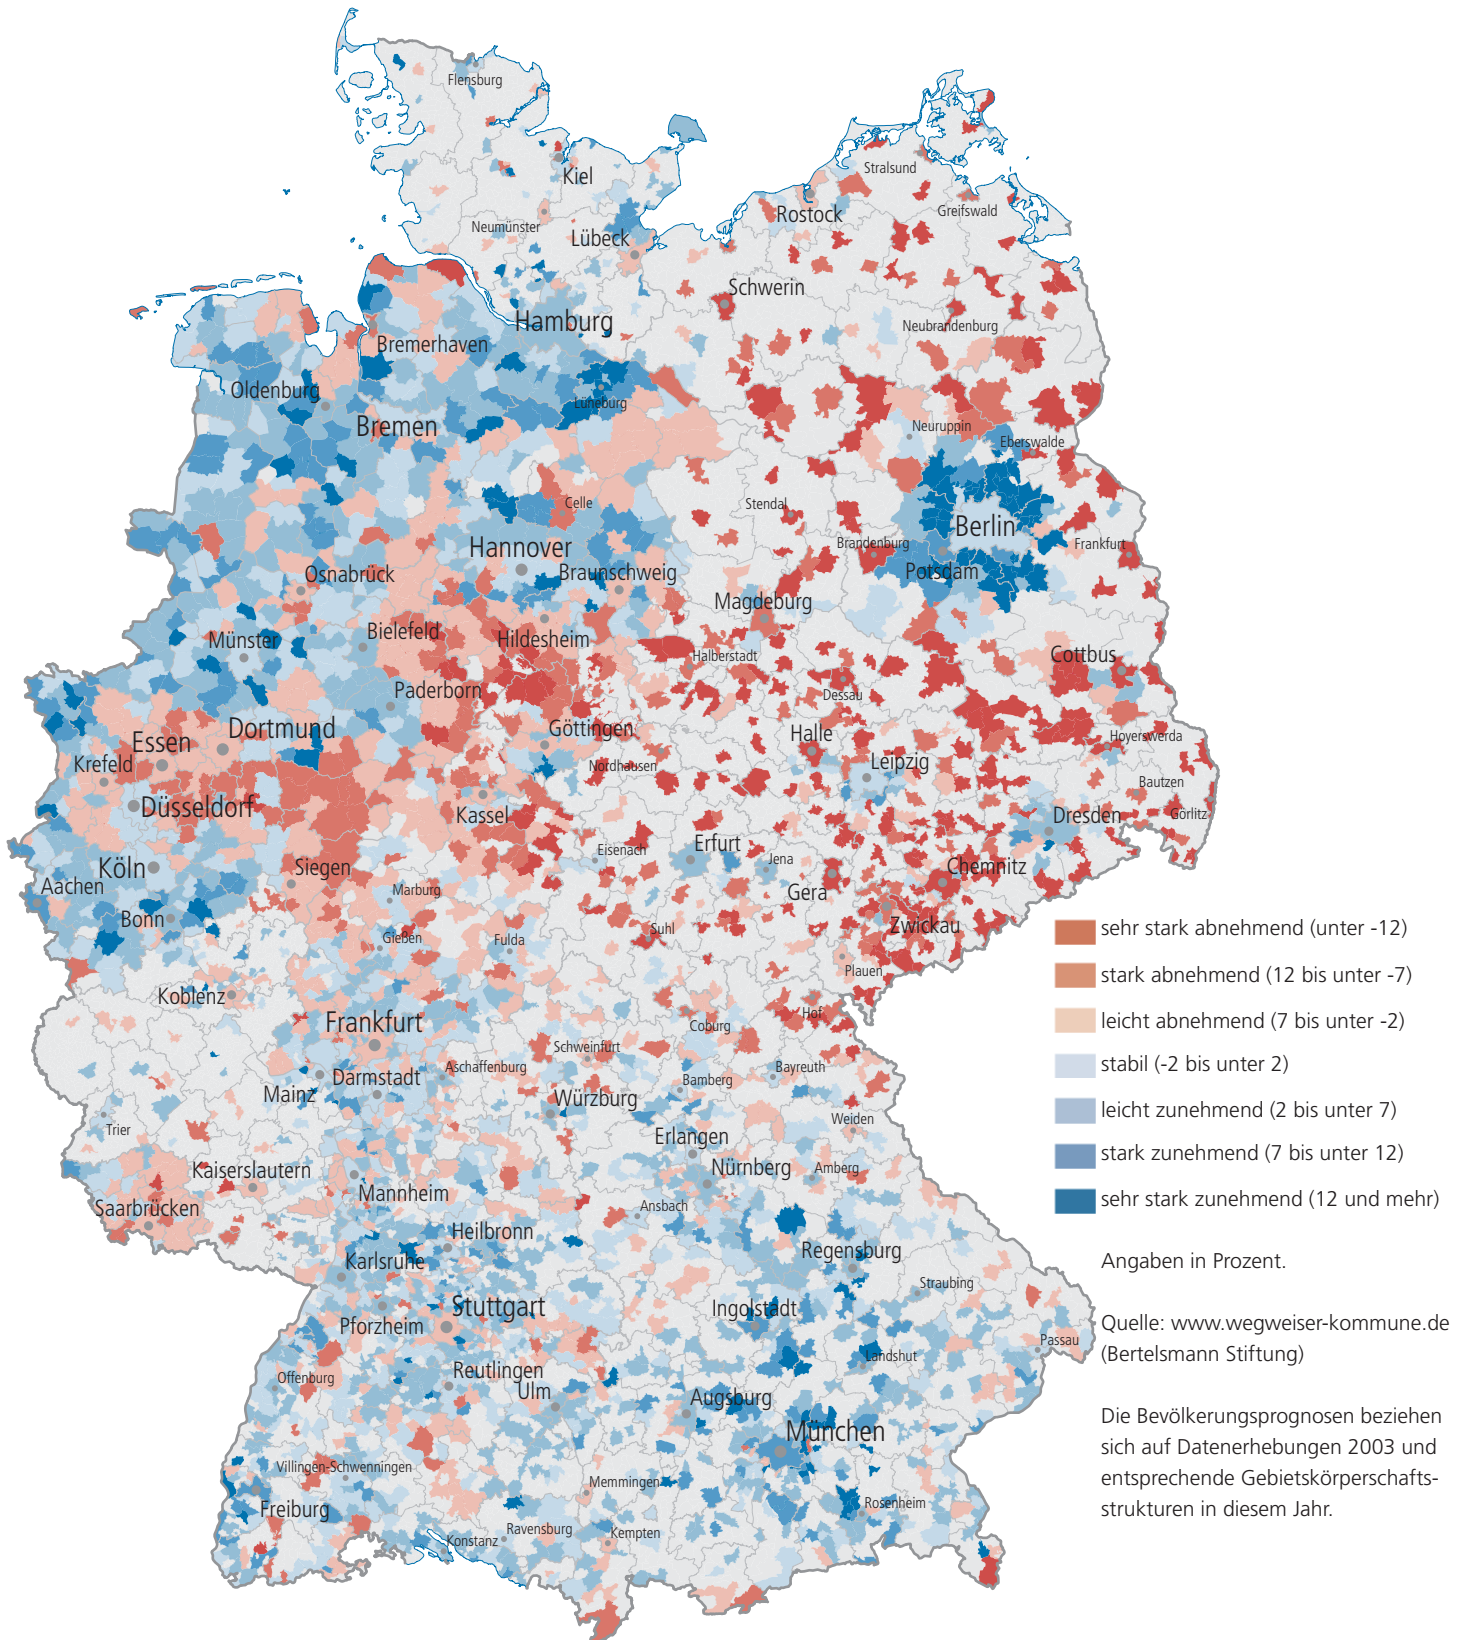 Flensburg
Kiel
Stralsund
Rostock
Greifswald
Neumünster
Lübeck
Schwerin
Hamburg
Neubrandenburg
Bremerhaven
Oldenburg
Lüneburg
Bremen
Neuruppin
Eberswalde
Celle
Stendal
Berlin
Hannover
Brandenburg
Frankfurt
Osnabrück
Braunschweig
Potsdam
Magdeburg
Bielefeld
Münster
Hildesheim
Halberstadt
Cottbus
Paderborn
Dessau
Dortmund
Göttingen
Essen
Halle
Hoyerswerda
Krefeld
Nordhausen
Leipzig
Bautzen
Düsseldorf
Kassel
Dresden
Görlitz
Eisenach
Erfurt
Jena
Köln
Siegen
Chemnitz
Aachen
Marburg
Gera
Bonn
Gießen
Fulda
Suhl
Zwickau
Plauen
Koblenz
Frankfurt
Coburg
Hof
Schweinfurt
Aschaffenburg
Mainz
Darmstadt
Bamberg
Bayreuth
Würzburg
Trier
Weiden
Erlangen
Kaiserslautern
Nürnberg
Amberg
Mannheim
Saarbrücken
Ansbach
Heilbronn
Karlsruhe
Regensburg
Straubing
Stuttgart
Ingolstadt
Pforzheim
Passau
Landshut
Offenburg
Reutlingen
Ulm
Augsburg
München
Villingen-Schwenningen
Memmingen
Freiburg
Rosenheim
Konstanz
Ravensburg
Kempten
sehr stark abnehmend (unter -12)
stark abnehmend (12 bis unter -7)
leicht abnehmend (7 bis unter -2)
stabil (-2 bis unter 2)
leicht zunehmend (2 bis unter 7)
stark zunehmend (7 bis unter 12)
sehr stark zunehmend (12 und mehr)
Angaben in Prozent.
Quelle: www.wegweiser-kommune.de
(Bertelsmann Stiftung)
Die Bevölkerungsprognosen beziehen
sich auf Datenerhebungen 2003 und
entsprechende Gebietskörperschafts-
strukturen in diesem Jahr.